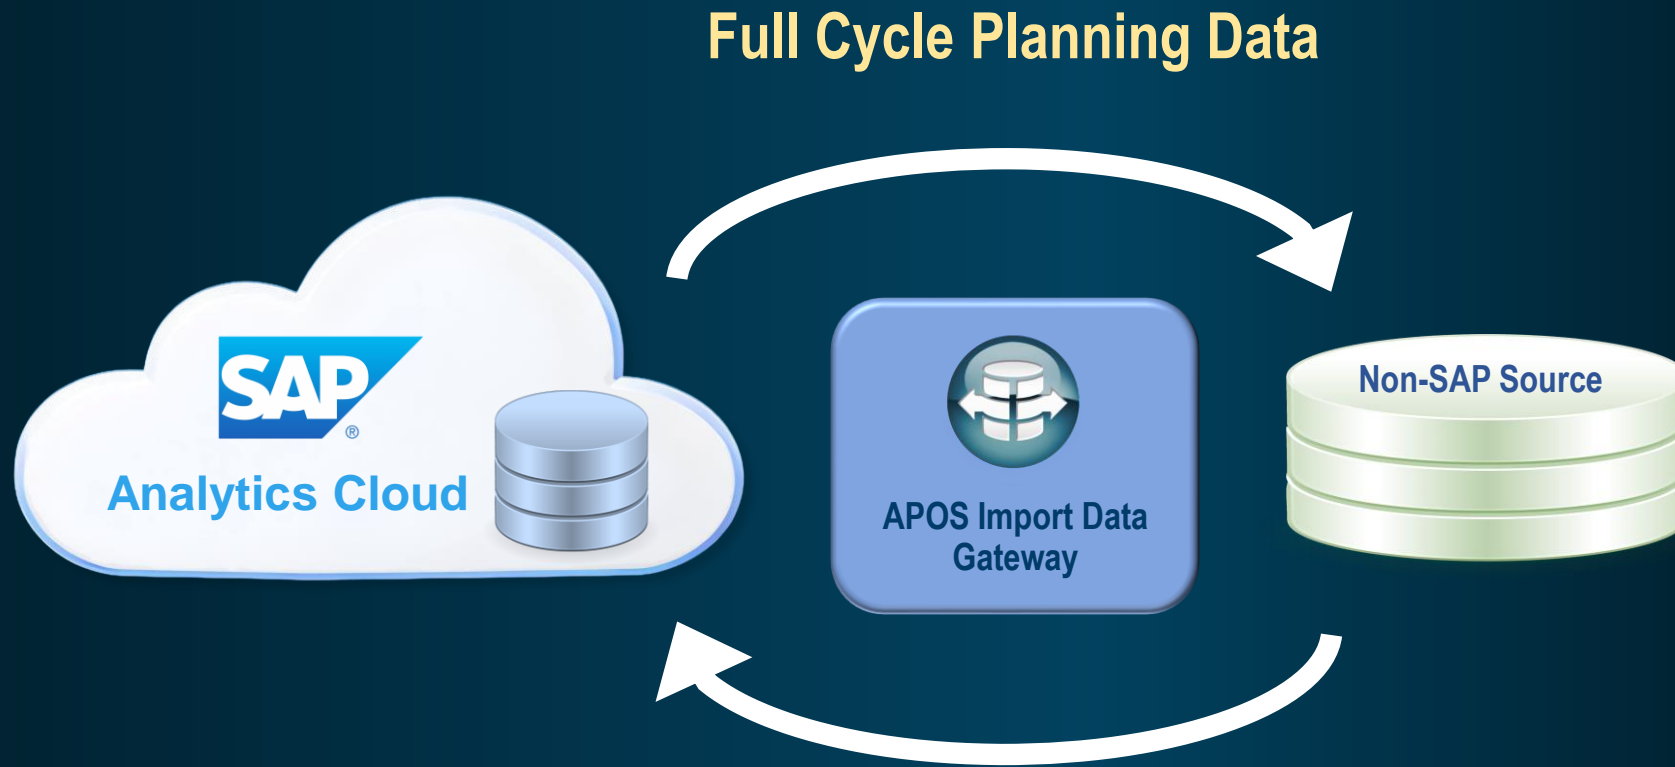 Full Cycle Planning Data
SAP
®
Analytics Cloud
APOS Import Data
Gateway
Non-SAP Source